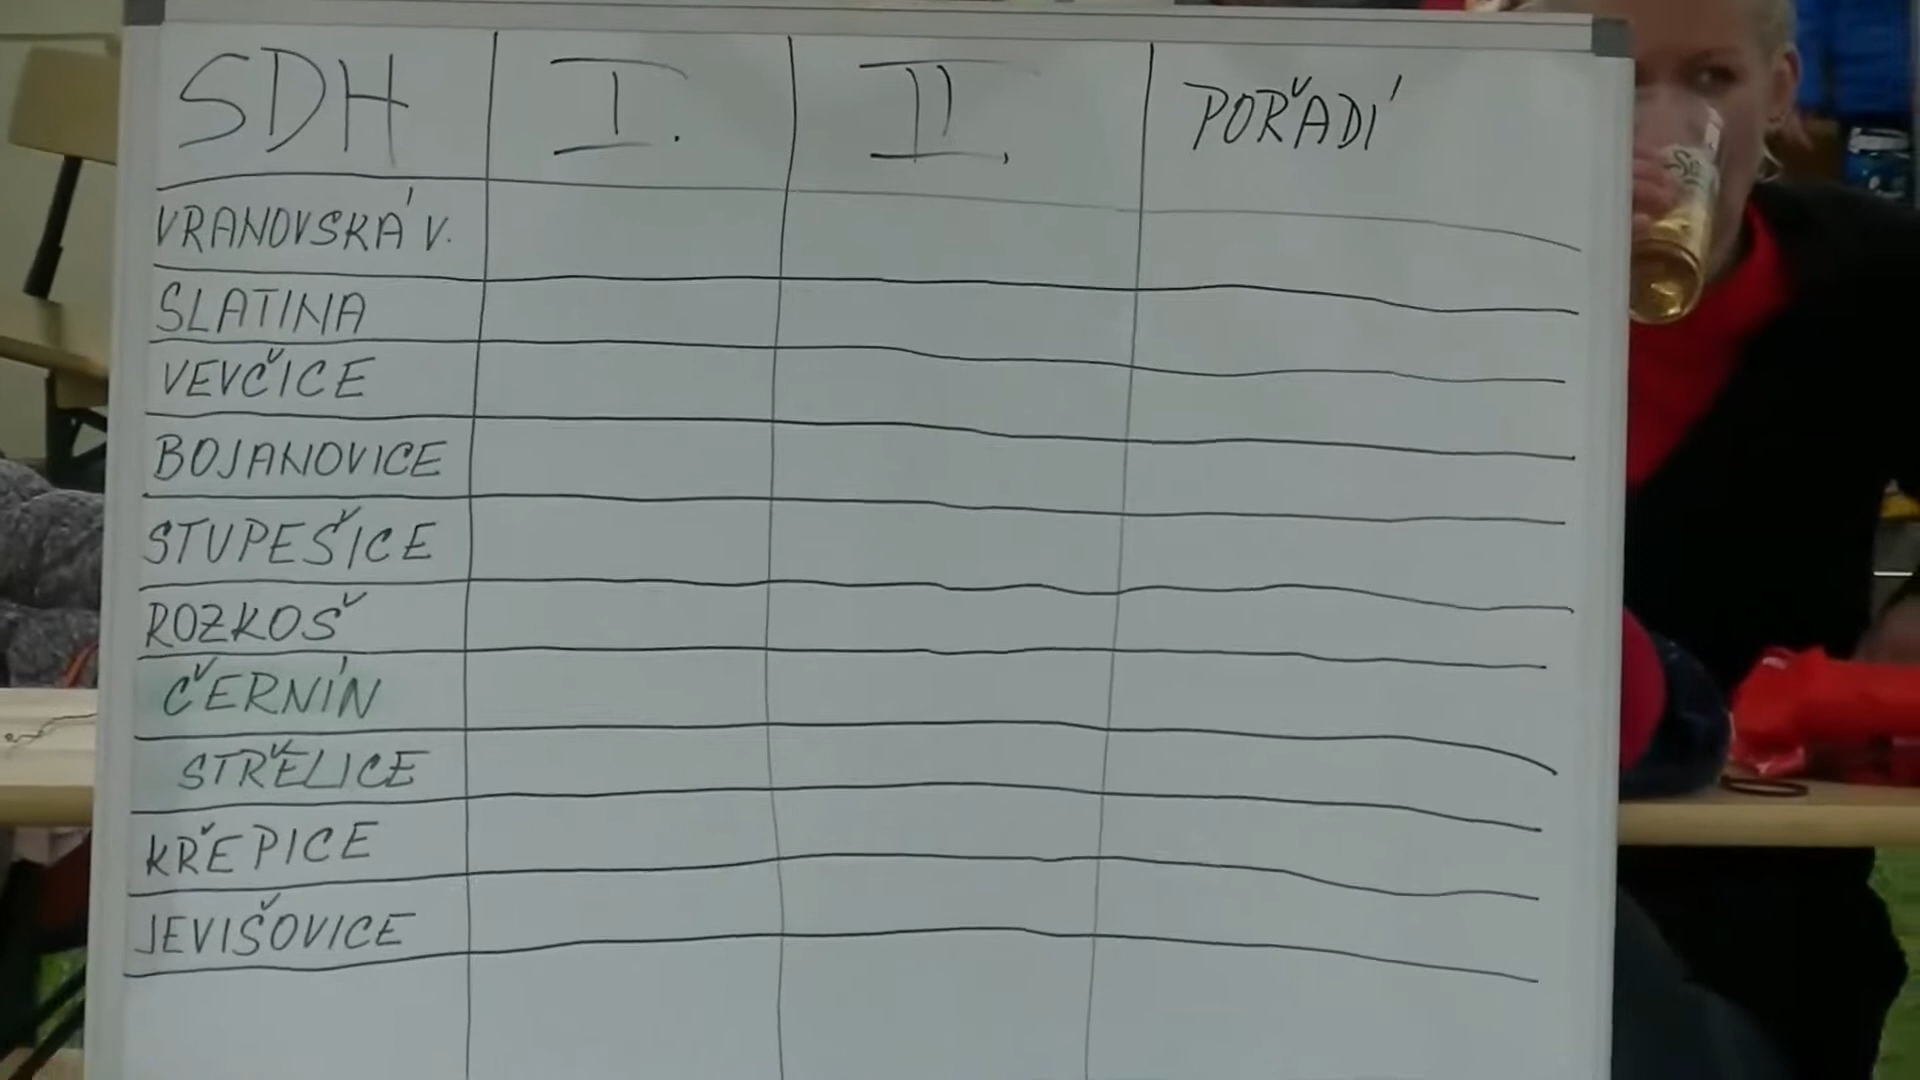 SDH I. II. POŘADÍ
VRANOVSKÁ V.
SLATINA
VEVČICE
BOJANOVICE
STUPEŠICE
ROZKOŠ
ČERNÍN
STŘELICE
KŘEPICE
JEVIŠOVICE